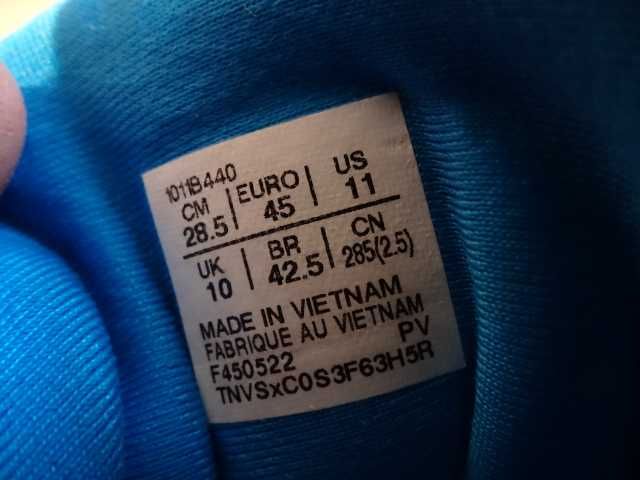 1011B440
CM | EURO | US
28.5 | 45 | 11
UK | BR | CN
10 | 42.5 | 285(2.5)
MADE IN VIETNAM
FABRIQUE AU VIETNAM
F450522 PV
TNVSxC0S3F63H5R